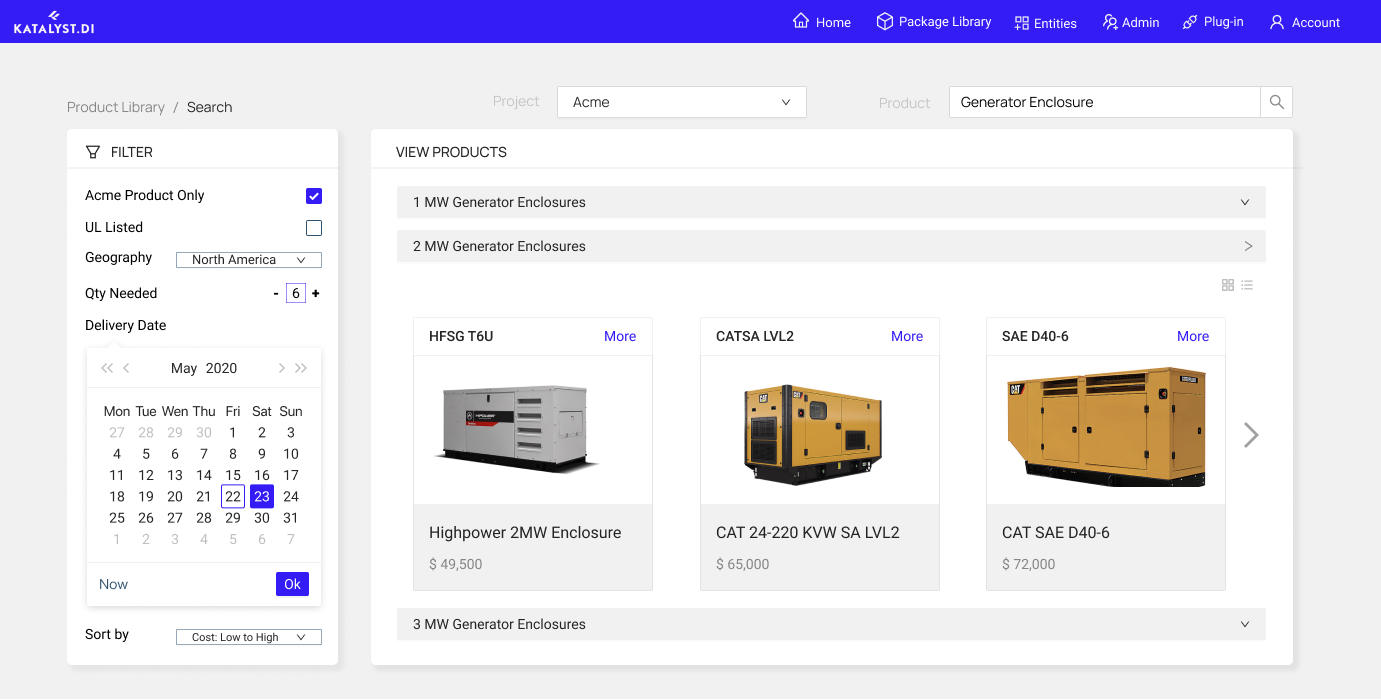 KATALYST.DI
Home
Package Library
Entities
Admin
Plug-in
Account
Product Library / Search
Project
Acme
Product
Generator Enclosure
FILTER
Acme Product Only
UL Listed
Geography
North America
Qty Needed
- 6 +
Delivery Date
May 2020
Mon Tue Wen Thu Fri Sat Sun
27 28 29 30 1 2 3
4 5 6 7 8 9 10
11 12 13 14 15 16 17
18 19 20 21 22 23 24
25 26 27 28 29 30 31
1 2 3 4 5 6 7
Now
Ok
Sort by
Cost: Low to High
VIEW PRODUCTS
1 MW Generator Enclosures
2 MW Generator Enclosures
HFSG T6U
More
Highpower 2MW Enclosure
$ 49,500
CATSA LVL2
More
CAT
CAT
CAT 24-220 KVW SA LVL2
$ 65,000
SAE D40-6
More
CAT
CAT SAE D40-6
$ 72,000
3 MW Generator Enclosures